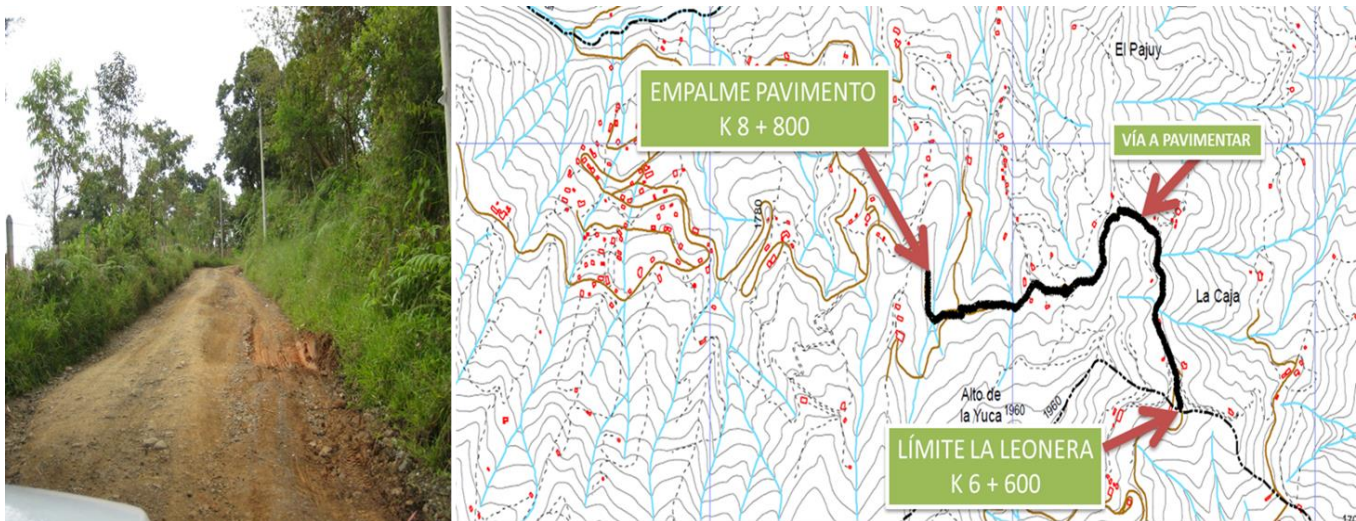 El Pajuy
EMPALME PAVIMENTO
K 8 + 800
VÍA A PAVIMENTAR
1780
La Caja
Alto de
la Yuca
1960
1960
LÍMITE LA LEONERA
K 6 + 600